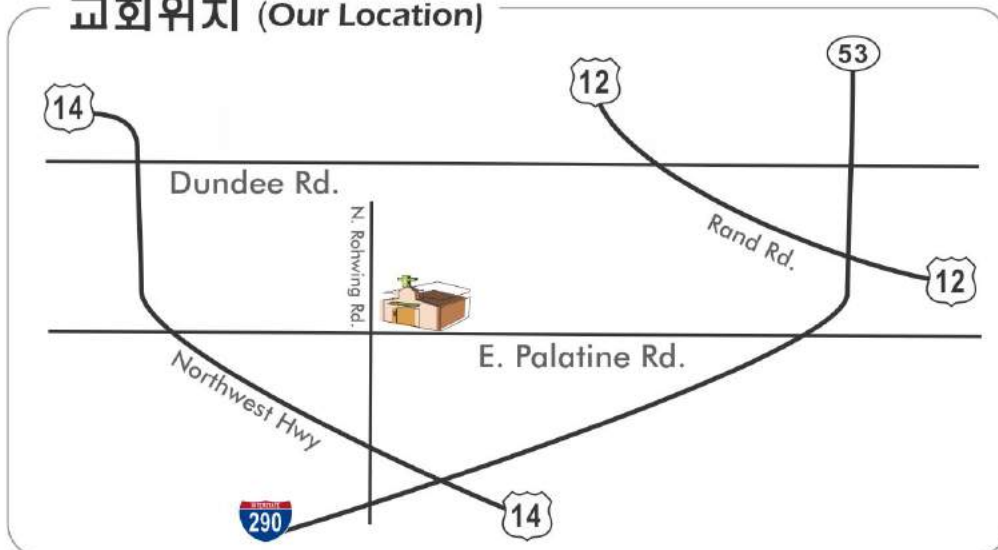 교회위치 (Our Location)
53
12
14
Dundee Rd.
N. Rohwing Rd.
Rand Rd.
12
E. Palatine Rd.
Northwest Hwy
INTERSTATE
290
14